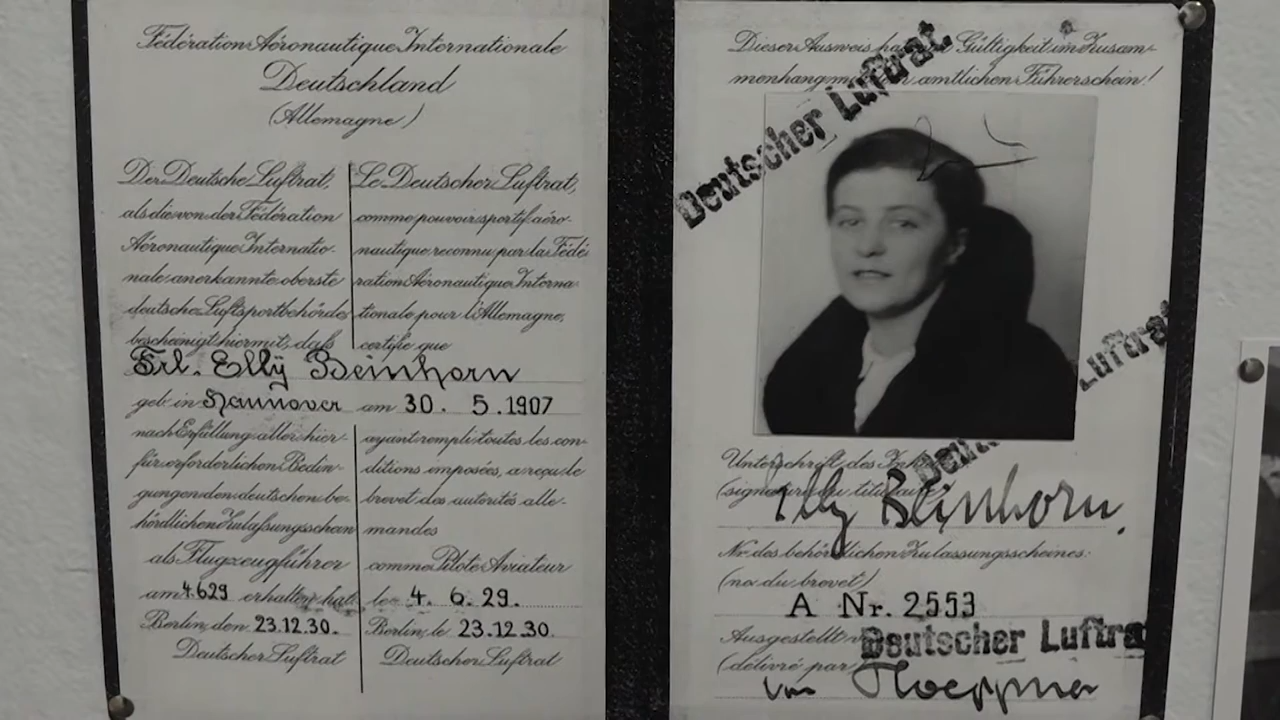 Fédération Aéronautique Internationale
Deutschland
(Allemagne)
Der Deutsche Luftrat,
als die von der Fédération
Aéronautique Internatio-
nale anerkannte oberste
deutsche Luftsportbehörde
bescheinigt hiermit, daß
Le Deutscher Luftrat,
comme pouvoir sportif aéro-
nautique reconnu par la Fédé
ration Aéronautique Interna-
tionale pour l'Allemagne,
certifie que
Frl. Elly Beinhorn
geb. in Hannover am 30. 5. 1907
nach Erfüllung aller hier-
für erforderlichen Bedin-
gungen den deutschen be-
hördlichen Zulaßungsschein
als Flugzeugführer
am 4.6.29 erhalten hat
Berlin, den 23.12.30.
Deutscher Luftrat
ayant rempli toutes les con-
ditions imposées, a reçu le
brevet des autorités alle-
mandes
comme Pilote Aviateur
le 4. 6. 29.
Berlin, le 23.12.30.
Deutscher Luftrat
Dieser Ausweis hat Gültigkeit im Zusam-
menhang amtlichen Führerschein!
Deutscher Luftrat
Luftrat
Deut
Unterschrift des
(signature du titulaire)
Elly Beinhorn.
No. des behördlichen Zulassungsscheines:
(no. du brevet)
A Nr. 2553
Ausgestellt
(délivré par)
Deutscher Luftra
von Hoeppner